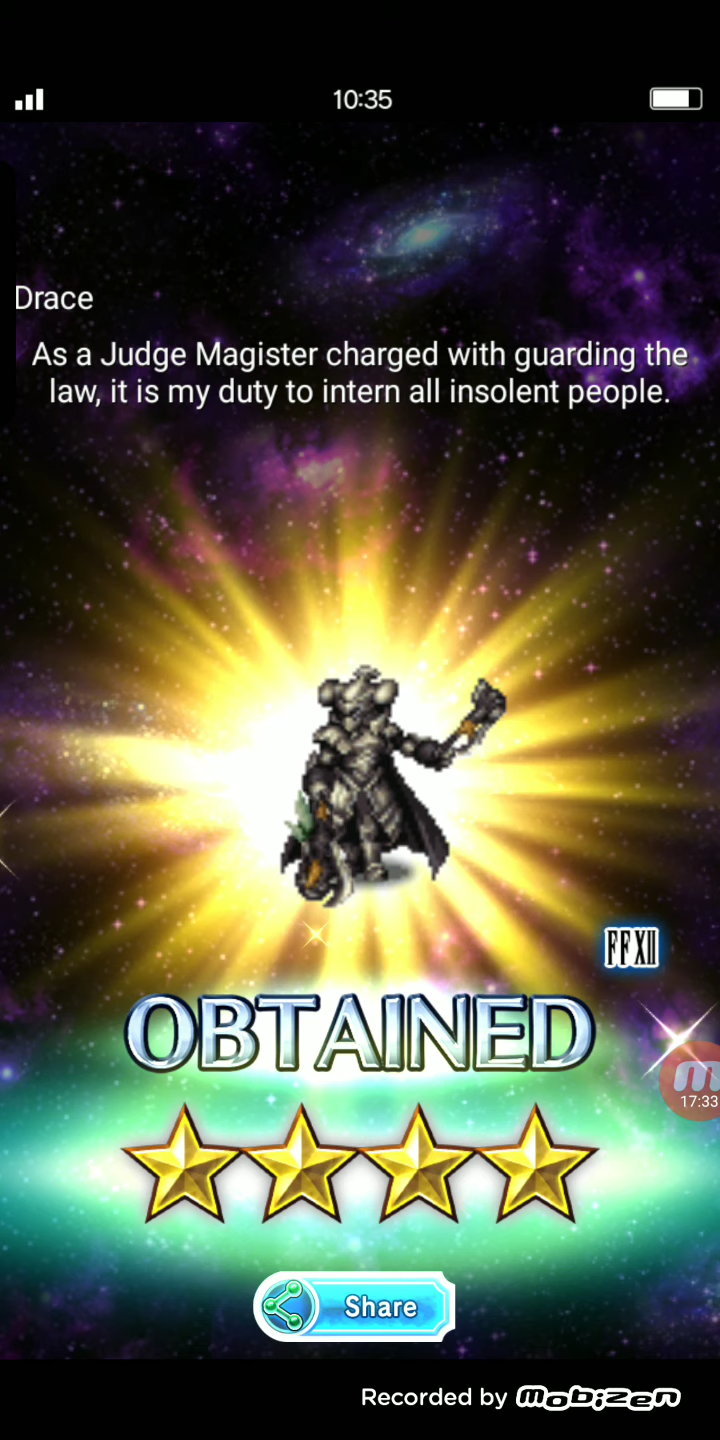 10:35
Drace
As a Judge Magister charged with guarding the
law, it is my duty to intern all insolent people.
FFXII
OBTAINED
17:33
Share
Recorded by mobizen